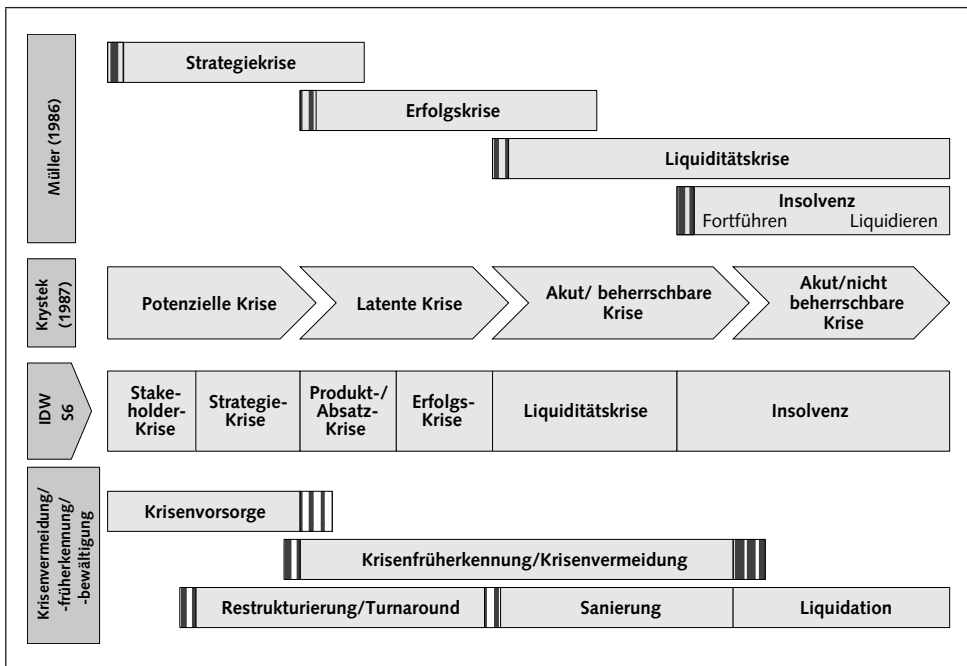 Müller (1986)
Strategiekrise
Erfolgskrise
Liquiditätskrise
Insolvenz
Fortführen Liquidieren
Krystek
(1987)
Potenzielle Krise
Latente Krise
Akut/ beherrschbare
Krise
Akut/nicht
beherrschbare
Krise
IDW
S6
Stake-
holder-
Krise
Strategie-
Krise
Produkt-/
Absatz-
Krise
Erfolgs-
Krise
Liquiditätskrise
Insolvenz
Krisenvermeidung/
-früherkennung/
-bewältigung
Krisenvorsorge
Krisenfrüherkennung/Krisenvermeidung
Restrukturierung/Turnaround
Sanierung
Liquidation